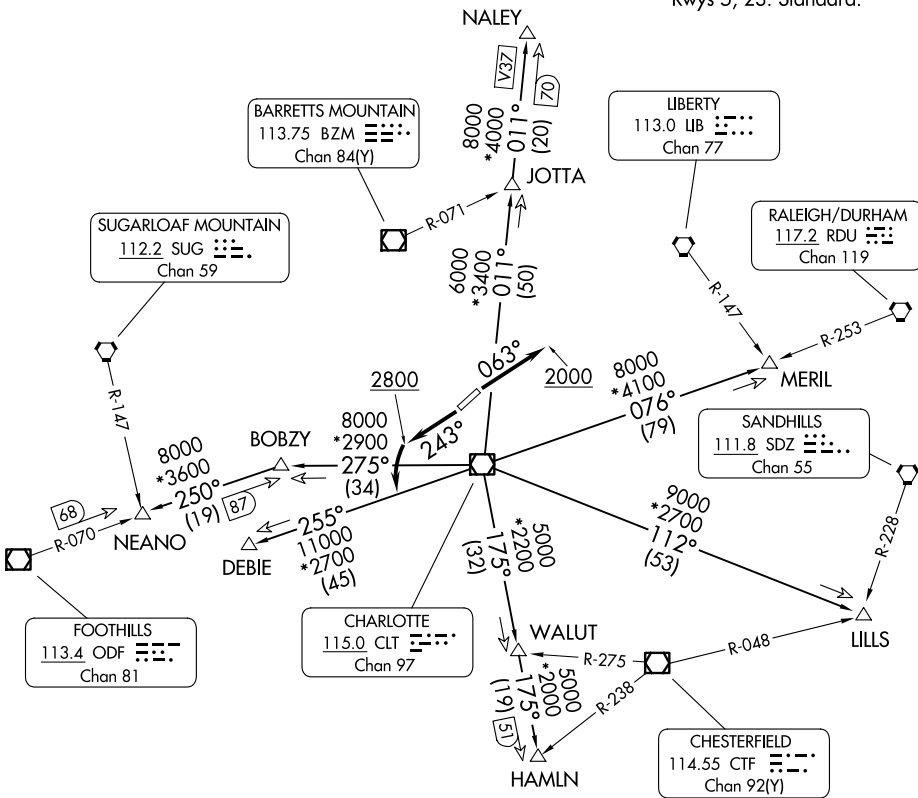 Rwys 5, 23: Standard.
NALEY
V37
70
8000
*4000
011°
(20)
BARRETTS MOUNTAIN
113.75 BZM
Chan 84(Y)
LIBERTY
113.0 LIB
Chan 77
JOTTA
R-071
SUGARLOAF MOUNTAIN
112.2 SUG
Chan 59
RALEIGH/DURHAM
117.2 RDU
Chan 119
6000
*3400
011°
(50)
R-147
R-253
063°
2000
MERIL
R-147
2800
243°
8000
*4100
076°
(79)
SANDHILLS
111.8 SDZ
Chan 55
BOBZY
8000
*2900
275°
(34)
8000
*3600
250°
(19)
87
68
R-070
NEANO
R-228
255°
11000
*2700
(45)
DEBIE
5000
*2200
175°
(32)
9000
*2700
112°
(53)
FOOTHILLS
113.4 ODF
Chan 81
CHARLOTTE
115.0 CLT
Chan 97
WALUT
R-275
R-048
LILLS
R-238
5000
*2000
175°
(19)
51
HAMLN
CHESTERFIELD
114.55 CTF
Chan 92(Y)